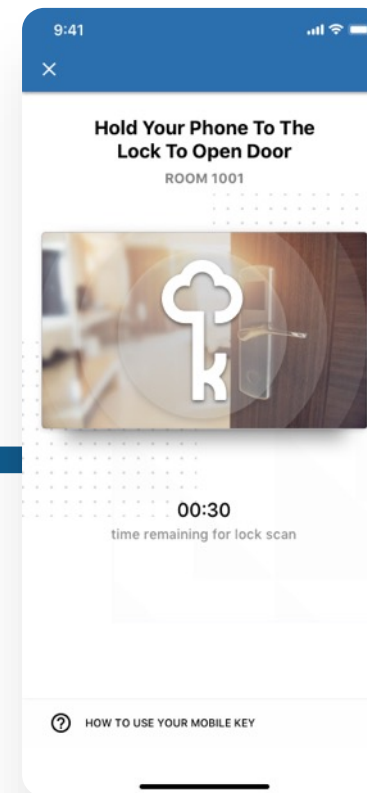 9:41
Hold Your Phone To The
Lock To Open Door
ROOM 1001
k
00:30
time remaining for lock scan
HOW TO USE YOUR MOBILE KEY